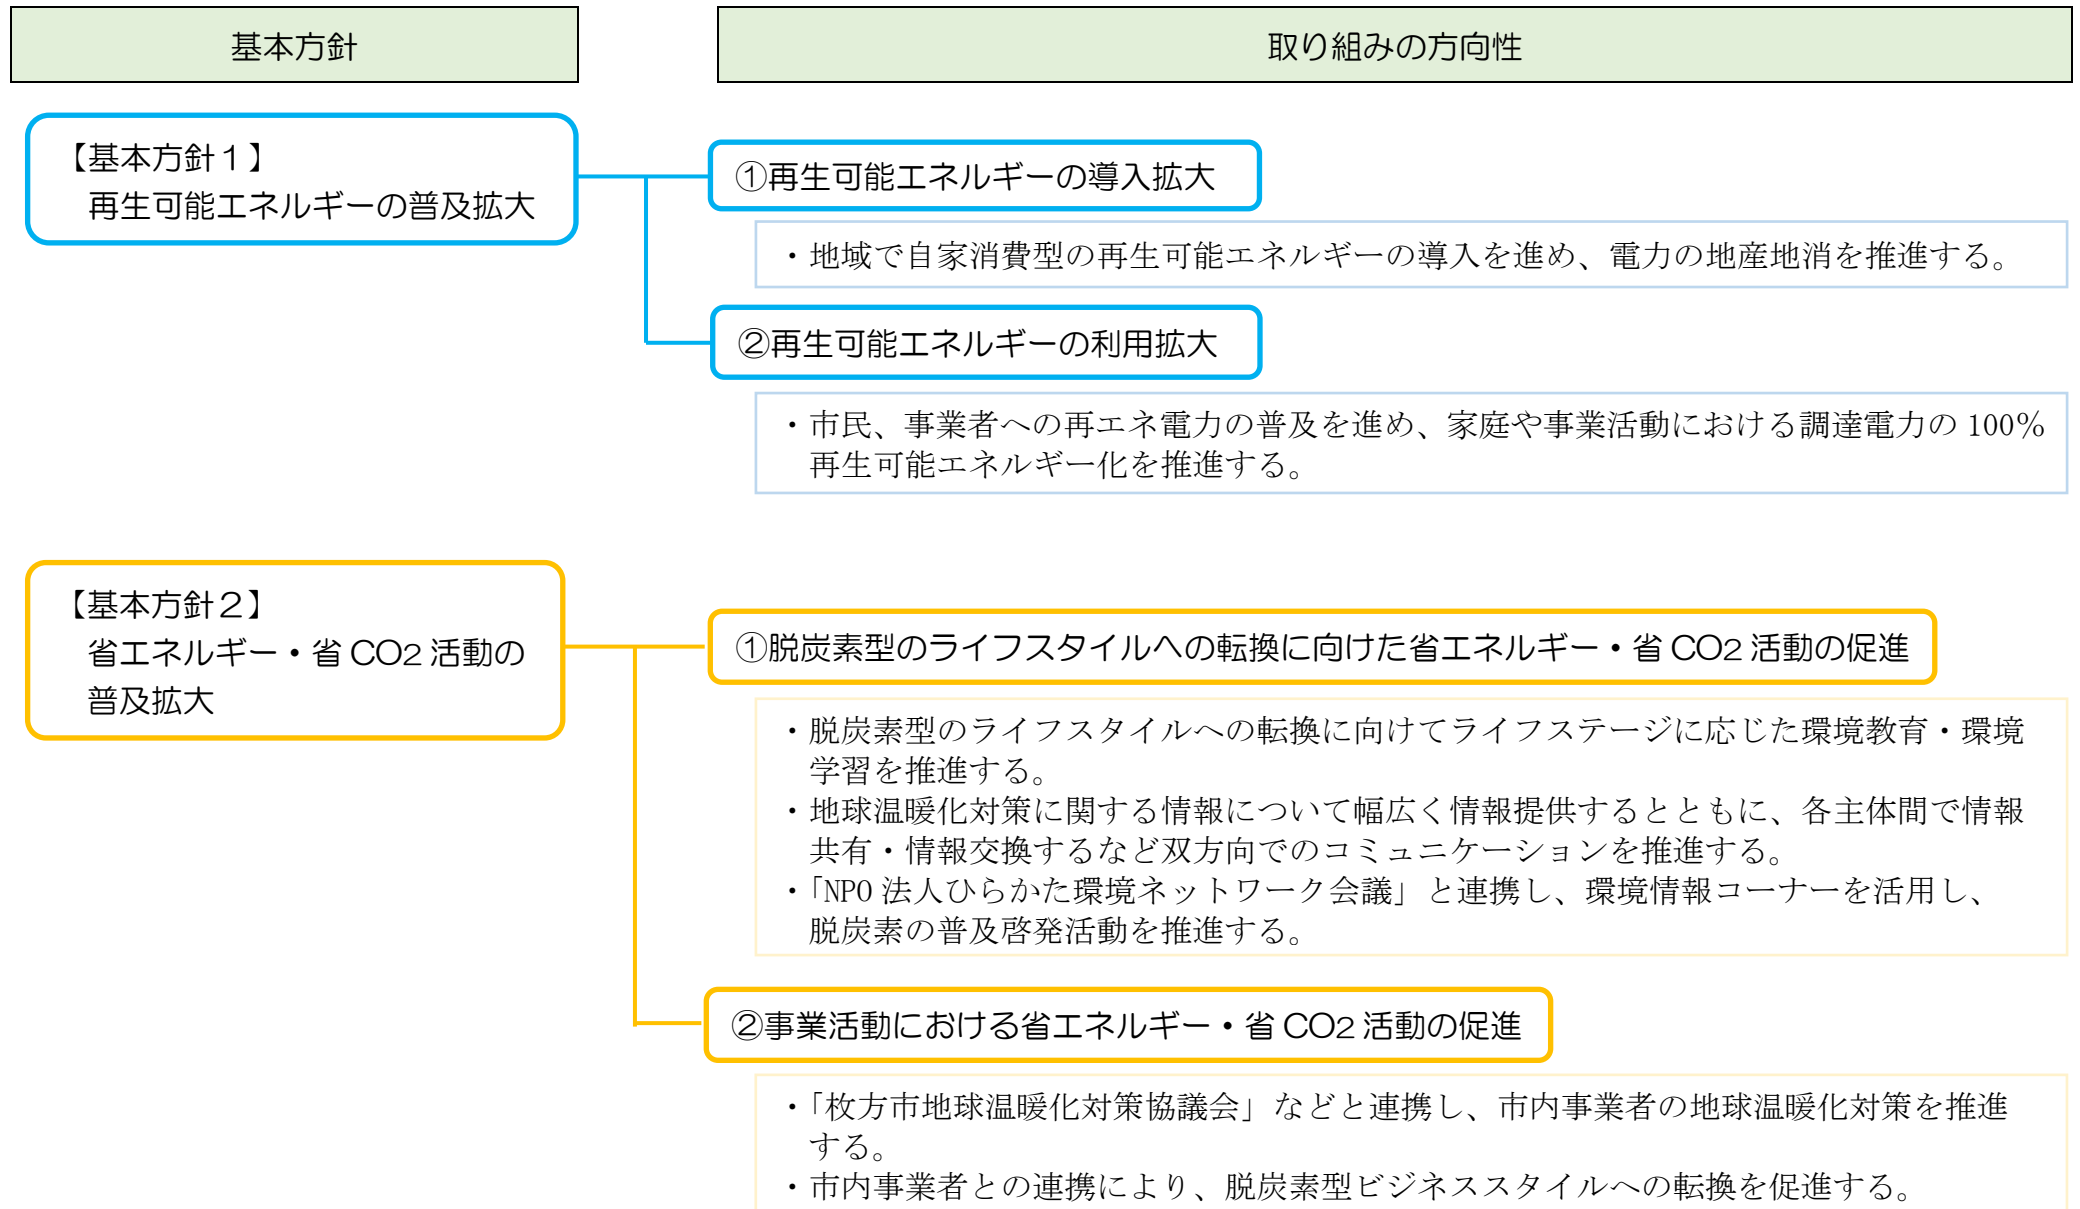 基本方針
取り組みの方向性
【基本方針１】
再生可能エネルギーの普及拡大
①再生可能エネルギーの導入拡大
・地域で自家消費型の再生可能エネルギーの導入を進め、電力の地産地消を推進する。
②再生可能エネルギーの利用拡大
・市民、事業者への再エネ電力の普及を進め、家庭や事業活動における調達電力の 100％
再生可能エネルギー化を推進する。
【基本方針２】
省エネルギー・省 CO2 活動の
普及拡大
①脱炭素型のライフスタイルへの転換に向けた省エネルギー・省 CO2 活動の促進
・脱炭素型のライフスタイルへの転換に向けてライフステージに応じた環境教育・環境
学習を推進する。
・地球温暖化対策に関する情報について幅広く情報提供するとともに、各主体間で情報
共有・情報交換するなど双方向でのコミュニケーションを推進する。
・「NPO 法人ひらかた環境ネットワーク会議」と連携し、環境情報コーナーを活用し、
脱炭素の普及啓発活動を推進する。
②事業活動における省エネルギー・省 CO2 活動の促進
・「枚方市地球温暖化対策協議会」などと連携し、市内事業者の地球温暖化対策を推進
する。
・市内事業者との連携により、脱炭素型ビジネススタイルへの転換を促進する。